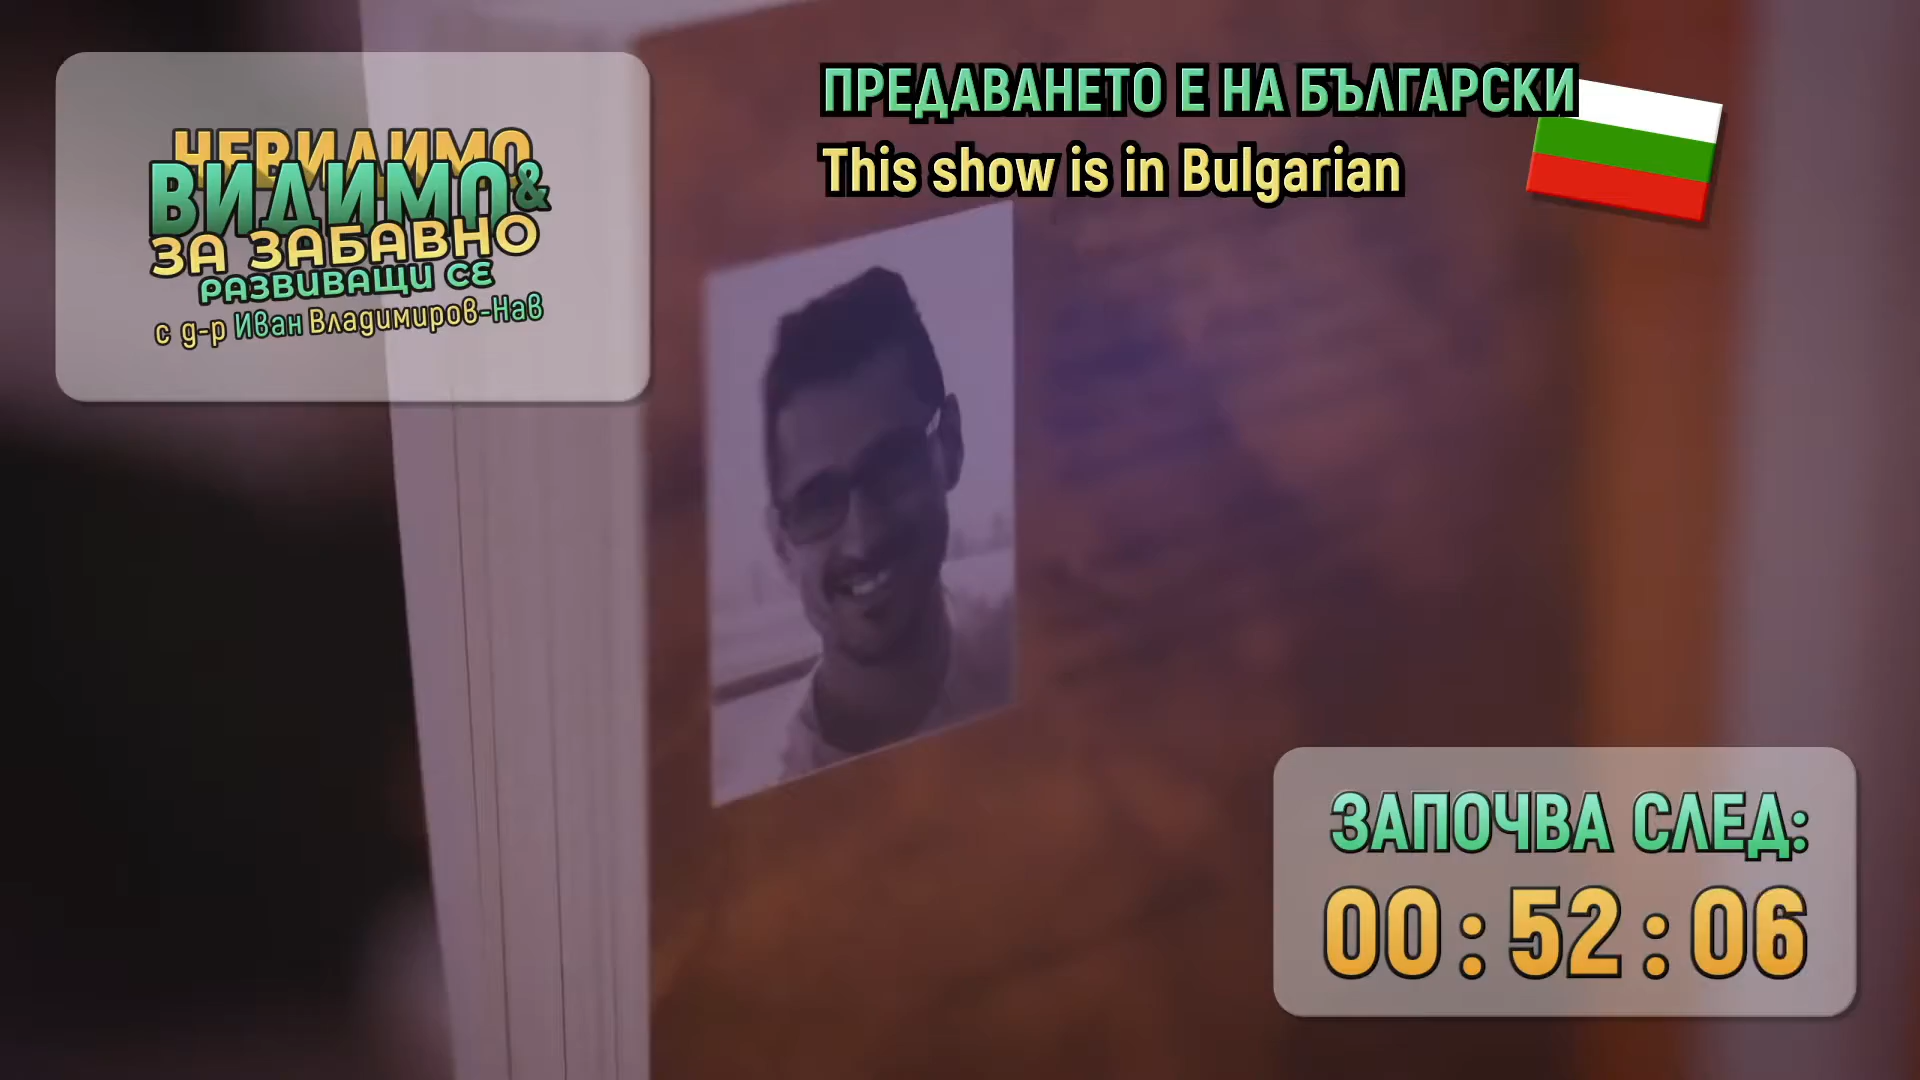 НЕВИДИМО
ВИДИМО &
ЗА ЗАБАВНО
РАЗВИВАЩИ СЕ
с д-р Иван Владимиров-Нав
ПРЕДАВАНЕТО Е НА БЪЛГАРСКИ
This show is in Bulgarian
ЗАПОЧВА СЛЕД:
00:52:06